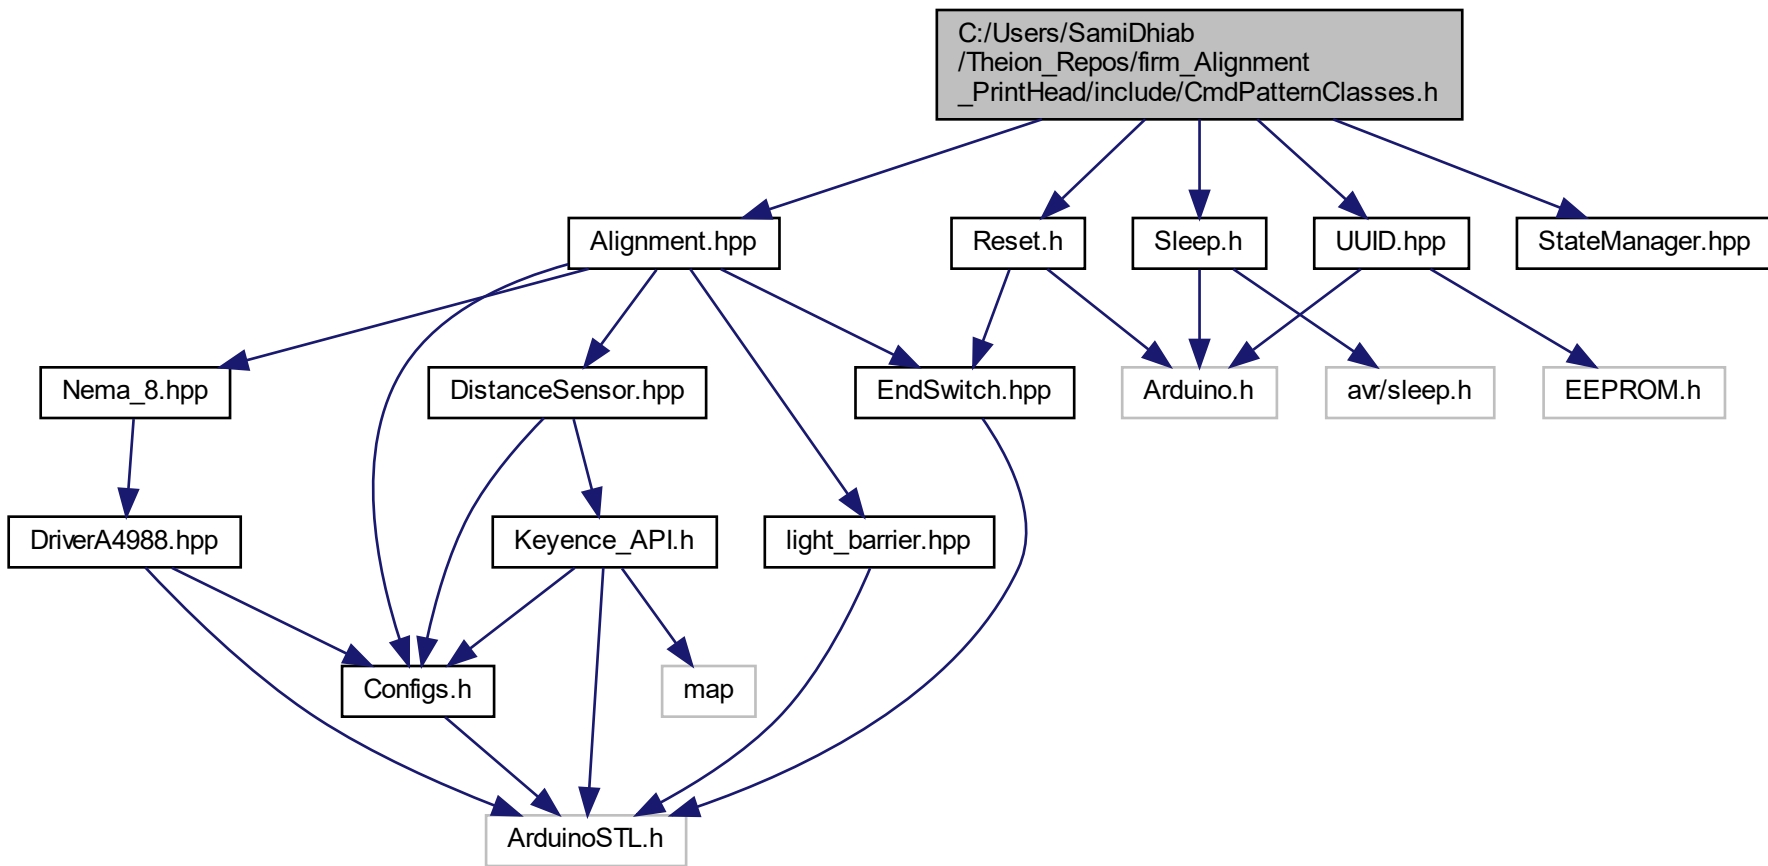 C:/Users/SamiDhiab
/Theion_Repos/firm_Alignment
_PrintHead/include/CmdPatternClasses.h
Alignment.hpp
Reset.h
Sleep.h
UUID.hpp
StateManager.hpp
Nema_8.hpp
DistanceSensor.hpp
EndSwitch.hpp
Arduino.h
avr/sleep.h
EEPROM.h
DriverA4988.hpp
Keyence_API.h
light_barrier.hpp
Configs.h
map
ArduinoSTL.h